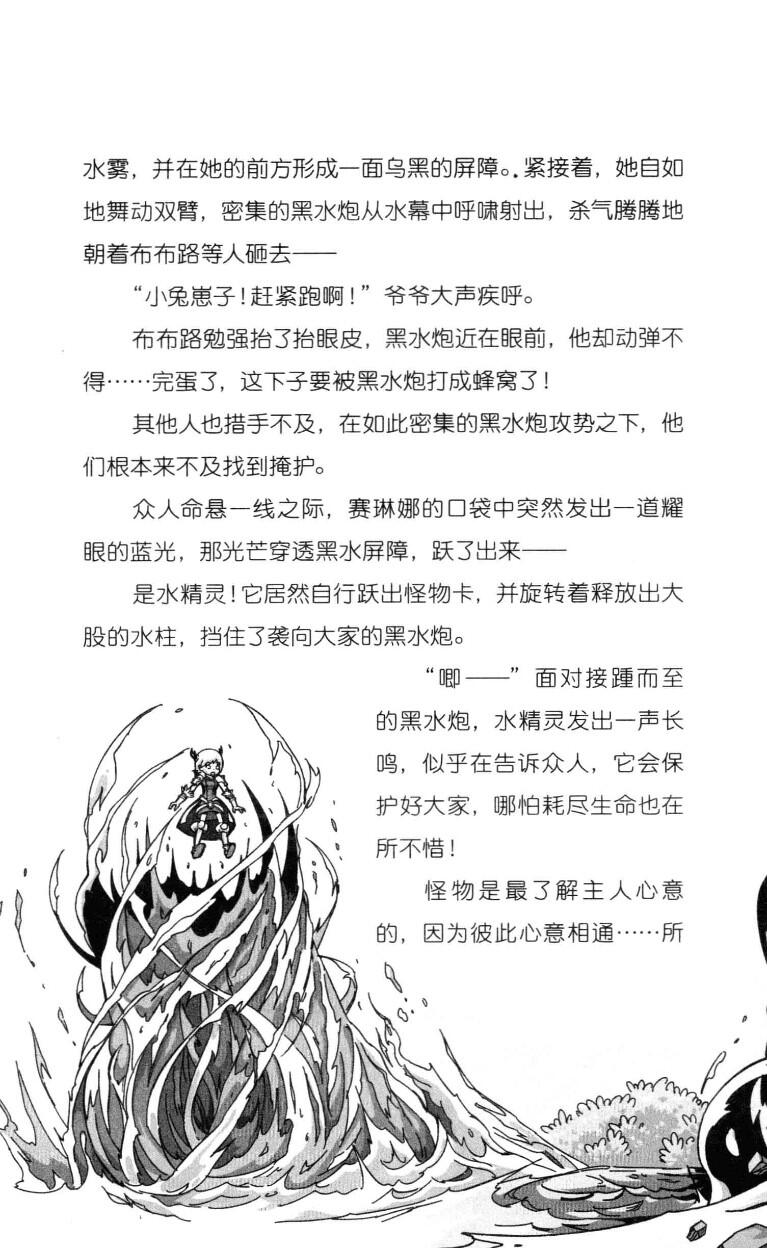 水雾，并在她的前方形成一面乌黑的屏障。紧接着，她自如
地舞动双臂，密集的黑水炮从水幕中呼啸射出，杀气腾腾地
朝着布布路等人砸去——
“小兔崽子！赶紧跑啊！”爷爷大声疾呼。
布布路勉强抬了抬眼皮，黑水炮近在眼前，他却动弹不
得……完蛋了，这下子要被黑水炮打成蜂窝了！
其他人也措手不及，在如此密集的黑水炮攻势之下，他
们根本来不及找到掩护。
众人命悬一线之际，赛琳娜的口袋中突然发出一道耀
眼的蓝光，那光芒穿透黑水屏障，跃了出来——
是水精灵！它居然自行跃出怪物卡，并旋转着释放出大
股的水柱，挡住了袭向大家的黑水炮。
“唧——”面对接踵而至
的黑水炮，水精灵发出一声长
鸣，似乎在告诉众人，它会保
护好大家，哪怕耗尽生命也在
所不惜！
怪物是最了解主人心意
的，因为彼此心意相通……所